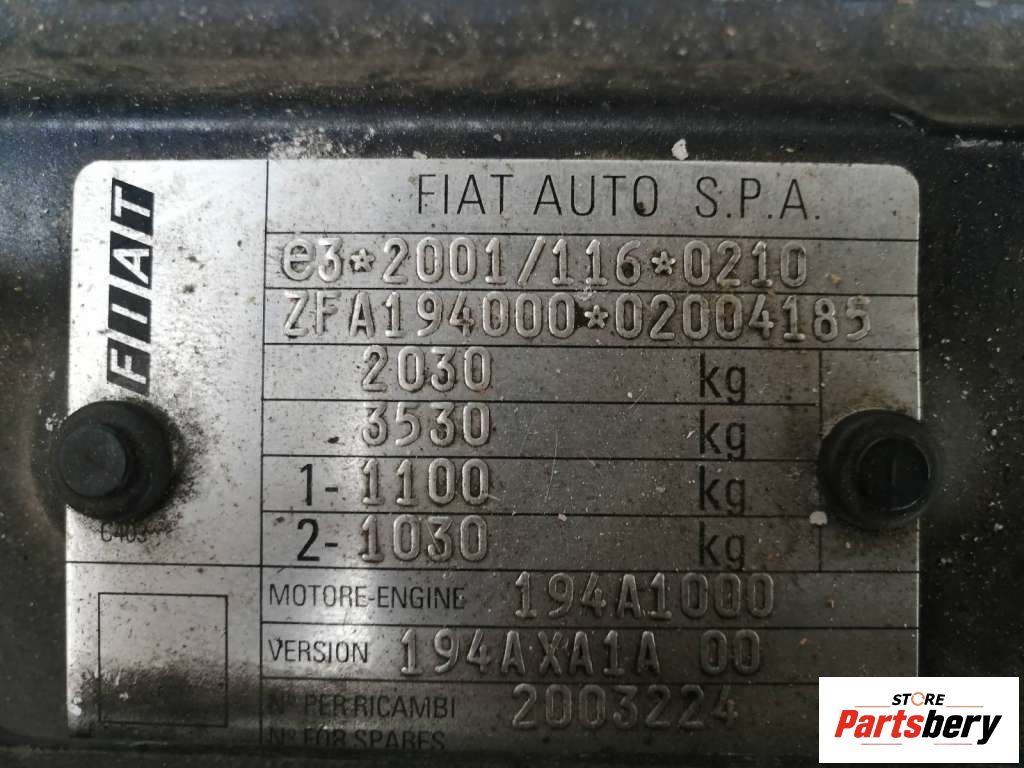 FIAT AUTO S.P.A.
FIAT
e3*2001/116*0210
ZFA194000*02004185
2030 kg
3530 kg
1- 1100 kg
2- 1030 kg
C403
MOTORE-ENGINE 194A1000
VERSION 194AXA1A 00
N° PER RICAMBI 2003224
N° FOR SPARES
STORE
Partsbery